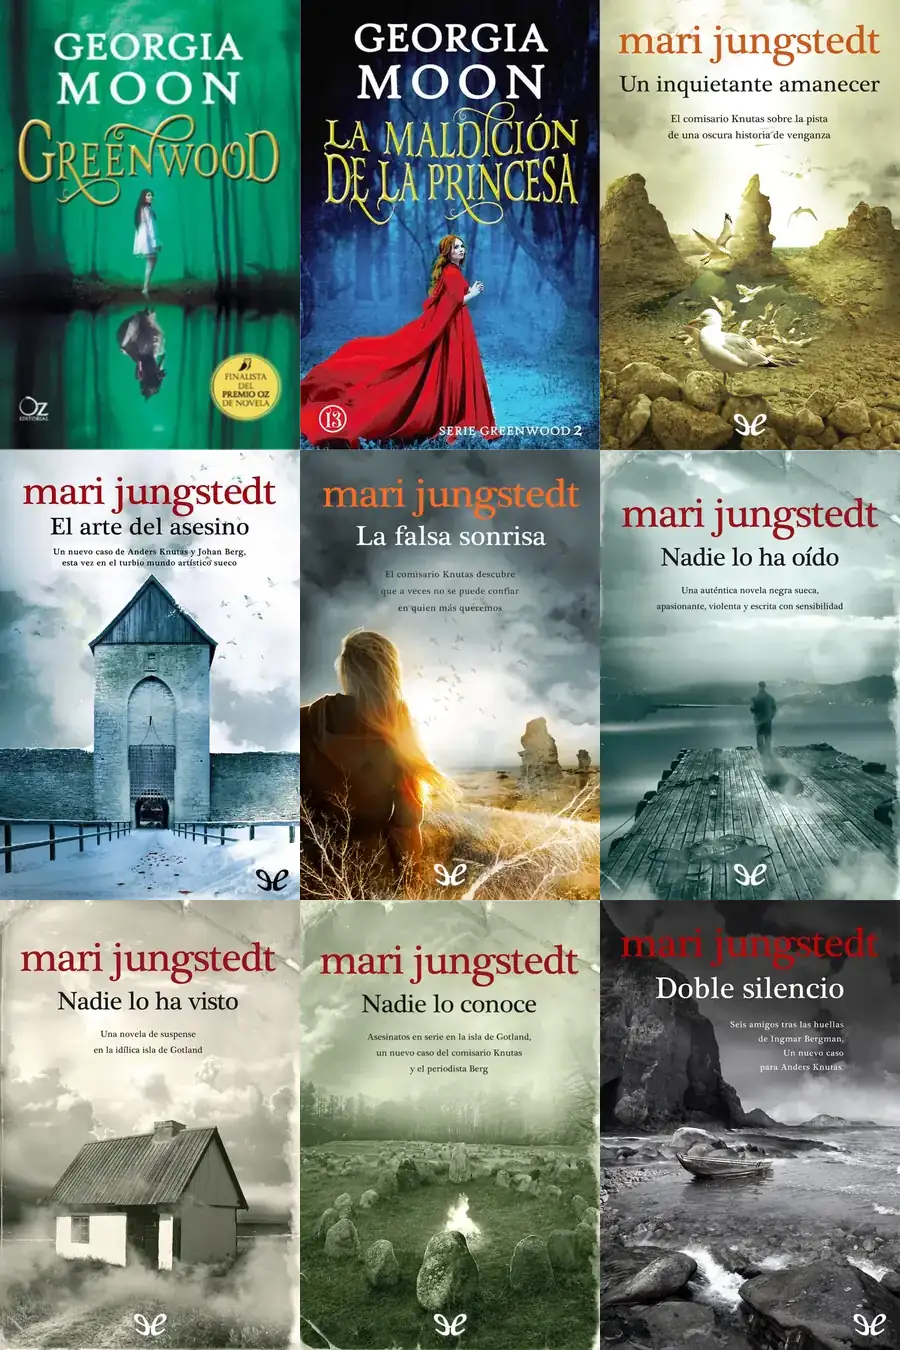 GEORGIA
MOON
GREENWOOD
FINALISTA
DEL
PREMIO OZ
DE NOVELA
OZ
EDITORIAL
GEORGIA
MOON
LA MALDICIÓN
DE LA PRINCESA
13
SERIE GREENWOOD 2
mari jungstedt
Un inquietante amanecer
El comisario Knutas sobre la pista
de una oscura historia de venganza
mari jungstedt
El arte del asesino
Un nuevo caso de Anders Knutas y Johan Berg,
esta vez en el turbio mundo artístico sueco
mari jungstedt
La falsa sonrisa
El comisario Knutas descubre
que a veces no se puede confiar
en quien más queremos
mari jungstedt
Nadie lo ha oído
Una auténtica novela negra sueca,
apasionante, violenta y escrita con sensibilidad
mari jungstedt
Nadie lo ha visto
Una novela de suspense
en la idílica isla de Gotland
mari jungstedt
Nadie lo conoce
Asesinatos en serie en la isla de Gotland,
un nuevo caso del comisario Knutas
y el periodista Berg
mari jungstedt
Doble silencio
Seis amigos tras las huellas
de Ingmar Bergman.
Un nuevo caso
para Anders Knutas.